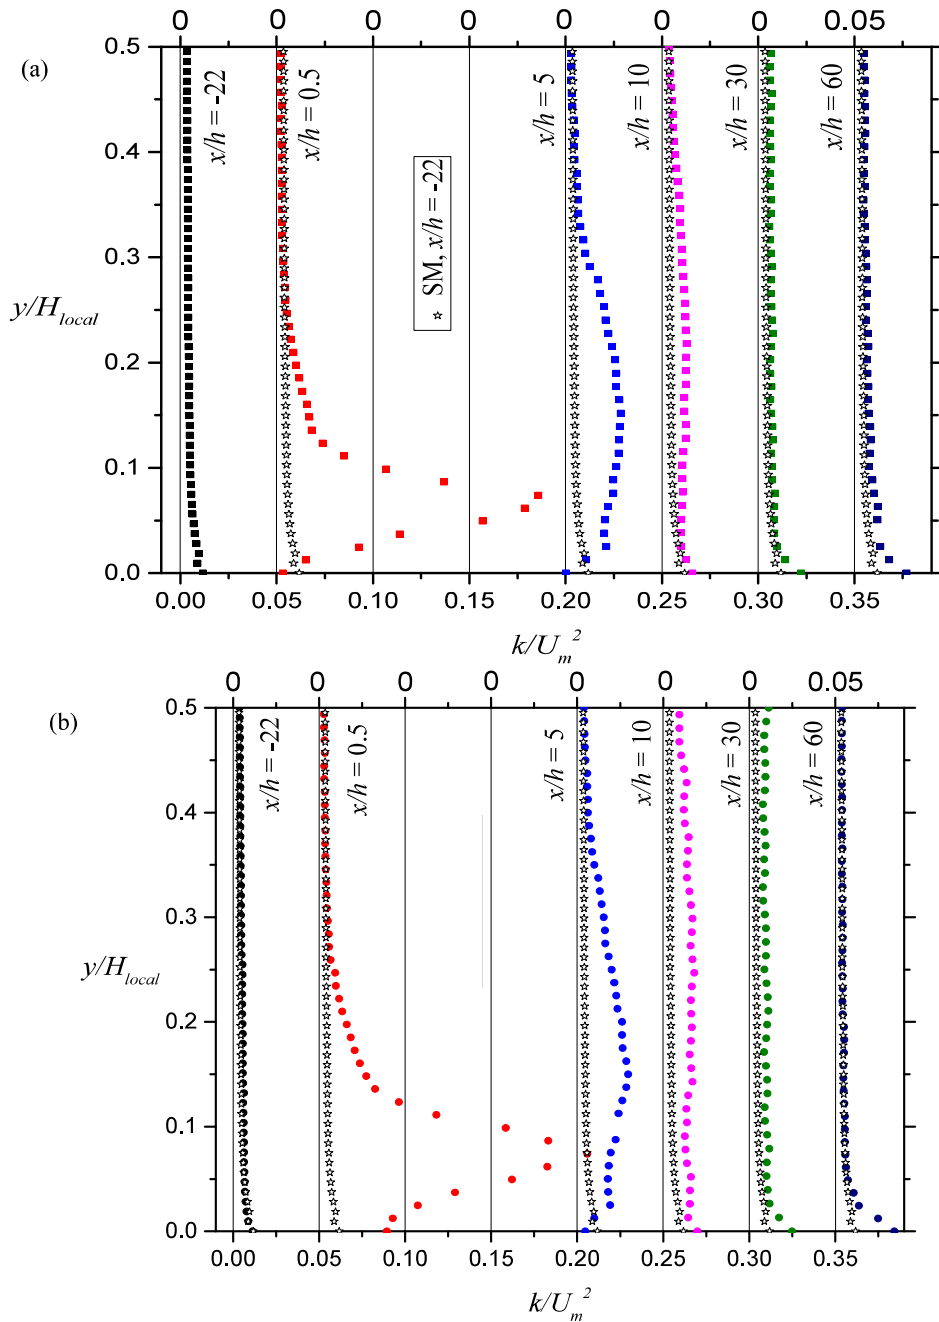 0 0 0 0 0 0 0 0.05
(a)
x/h = -22
x/h = 0.5
☆ SM, x/h = -22
x/h = 5
x/h = 10
x/h = 30
x/h = 60
0.5
0.4
0.3
0.2
0.1
0.0
y/H_local
0.00 0.05 0.10 0.15 0.20 0.25 0.30 0.35
k/U_m^2
0 0 0 0 0 0 0 0.05
(b)
x/h = -22
x/h = 0.5
x/h = 5
x/h = 10
x/h = 30
x/h = 60
0.5
0.4
0.3
0.2
0.1
0.0
y/H_local
0.00 0.05 0.10 0.15 0.20 0.25 0.30 0.35
k/U_m^2